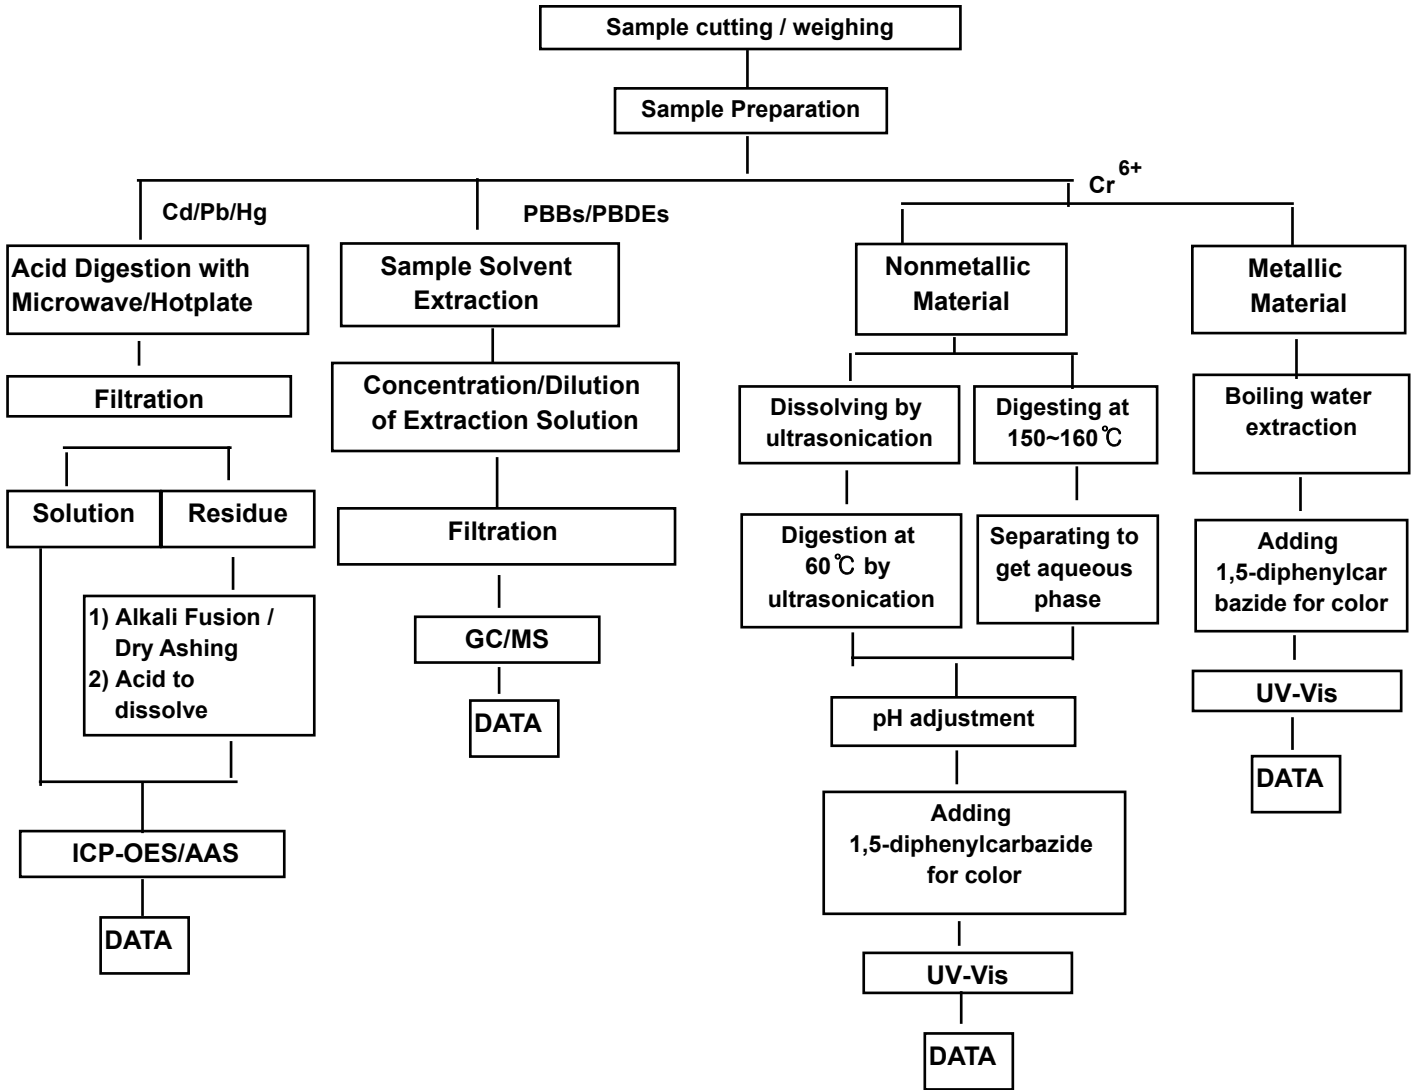 Sample cutting / weighing
Sample Preparation
Cr 6+
Cd/Pb/Hg
PBBs/PBDEs
Acid Digestion with
Microwave/Hotplate
Filtration
Solution
Residue
1) Alkali Fusion /
Dry Ashing
2) Acid to
dissolve
ICP-OES/AAS
DATA
Sample Solvent
Extraction
Concentration/Dilution
of Extraction Solution
Filtration
GC/MS
DATA
Nonmetallic
Material
Dissolving by
ultrasonication
Digestion at
60℃ by
ultrasonication
Digesting at
150~160℃
Separating to
get aqueous
phase
pH adjustment
Adding
1,5-diphenylcarbazide
for color
UV-Vis
DATA
Metallic
Material
Boiling water
extraction
Adding
1,5-diphenylcar
bazide for color
UV-Vis
DATA